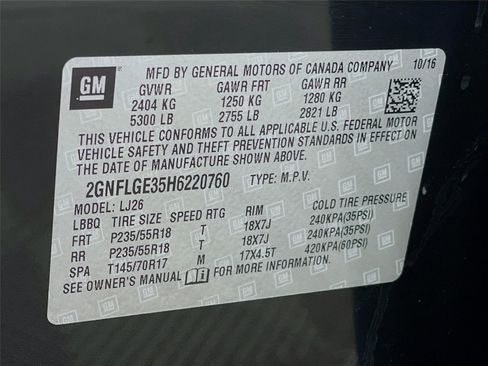 GM
MFD BY GENERAL MOTORS OF CANADA COMPANY 10/16
GVWR GAWR FRT GAWR RR
2404 KG 1250 KG 1280 KG
5300 LB 2755 LB 2821 LB
THIS VEHICLE CONFORMS TO ALL APPLICABLE U.S. FEDERAL MOTOR
VEHICLE SAFETY AND THEFT PREVENTION STANDARDS IN EFFECT ON
THE DATE OF MANUFACTURE SHOWN ABOVE.
2GNFLGE35H6220760 TYPE: M.P.V.
MODEL: LJ26
LBBQ TIRE SIZE SPEED RTG RIM COLD TIRE PRESSURE
FRT P235/55R18 T 18X7J 240KPA(35PSI)
RR P235/55R18 T 18X7J 240KPA(35PSI)
SPA T145/70R17 M 17X4.5T 420KPA(60PSI)
SEE OWNER'S MANUAL FOR MORE INFORMATION.